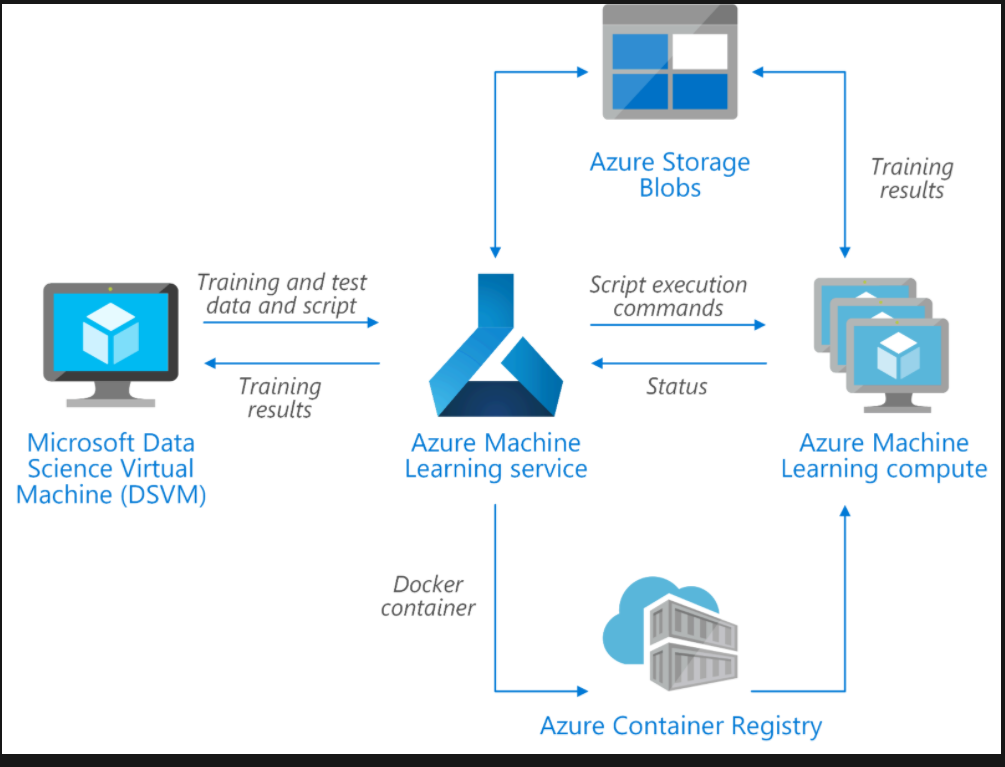 Azure Storage
Blobs
Training
results
Training and test
data and script
Script execution
commands
Training
results
Status
Microsoft Data
Science Virtual
Machine (DSVM)
Azure Machine
Learning service
Azure Machine
Learning compute
Docker
container
Azure Container Registry